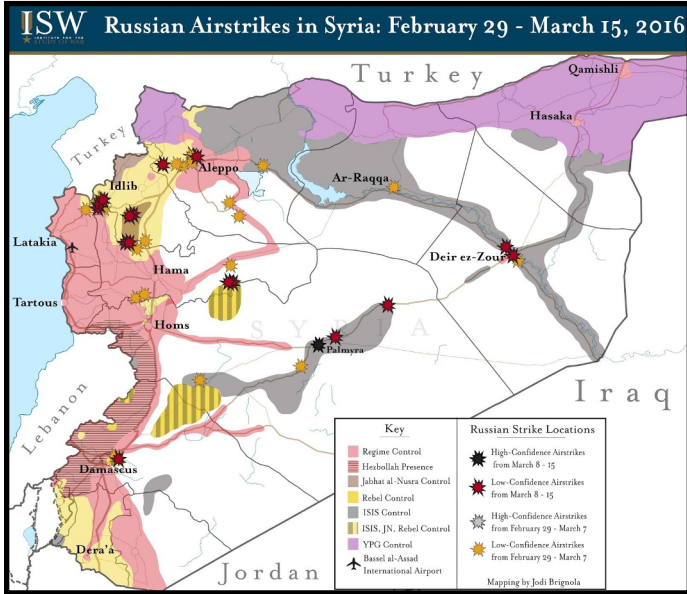 ISW
INSTITUTE FOR THE
STUDY OF WAR
Russian Airstrikes in Syria: February 29 - March 15, 2016
Turkey
Qamishli
Hasaka
Turkey
Aleppo
Idlib
Ar-Raqqa
Latakia
Deir ez-Zour
Hama
Tartous
Homs
SYRIA
Palmyra
Iraq
Lebanon
Damascus
Dera'a
Jordan
Key
Regime Control
Hezbollah Presence
Jabhat al-Nusra Control
Rebel Control
ISIS Control
ISIS, JN, Rebel Control
YPG Control
Bassel al-Assad
International Airport
Russian Strike Locations
High-Confidence Airstrikes
from March 8 - 15
Low-Confidence Airstrikes
from March 8 - 15
High-Confidence Airstrikes
from February 29 - March 7
Low-Confidence Airstrikes
from February 29 - March 7
Mapping by Jodi Brignola